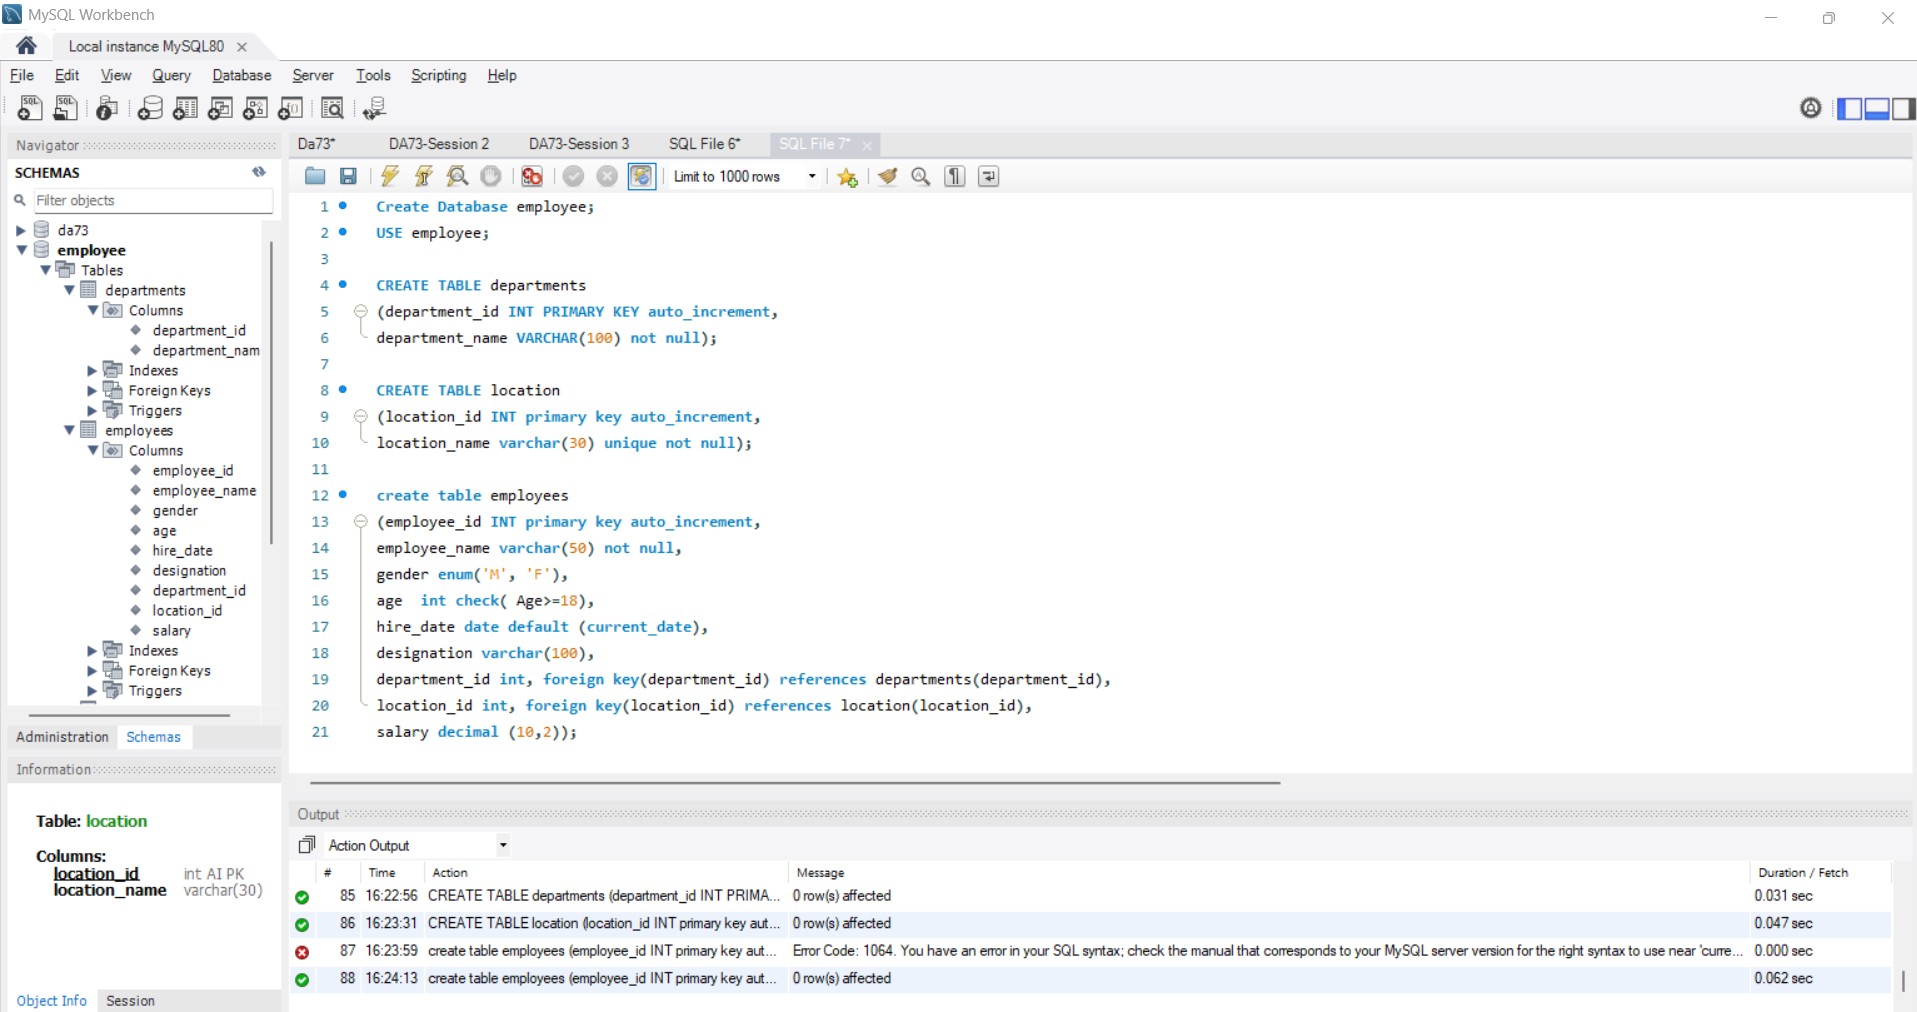 MySQL Workbench
Local instance MySQL80
File Edit View Query Database Server Tools Scripting Help
Navigator
SCHEMAS
Filter objects
da73
employee
Tables
departments
Columns
department_id
department_nam
Indexes
Foreign Keys
Triggers
employees
Columns
employee_id
employee_name
gender
age
hire_date
designation
department_id
location_id
salary
Indexes
Foreign Keys
Triggers
Administration Schemas
Information
Table: location
Columns:
location_id int AI PK
location_name varchar(30)
Object Info Session
Da73* DA73-Session 2 DA73-Session 3 SQL File 6* SQL File 7*
Limit to 1000 rows
1 Create Database employee;
2 USE employee;
3
4 CREATE TABLE departments
5 (department_id INT PRIMARY KEY auto_increment,
6 department_name VARCHAR(100) not null);
7
8 CREATE TABLE location
9 (location_id INT primary key auto_increment,
10 location_name varchar(30) unique not null);
11
12 create table employees
13 (employee_id INT primary key auto_increment,
14 employee_name varchar(50) not null,
15 gender enum('M', 'F'),
16 age int check( Age>=18),
17 hire_date date default (current_date),
18 designation varchar(100),
19 department_id int, foreign key(department_id) references departments(department_id),
20 location_id int, foreign key(location_id) references location(location_id),
21 salary decimal (10,2));
Output
Action Output
# Time Action Message Duration / Fetch
85 16:22:56 CREATE TABLE departments (department_id INT PRIMA... 0 row(s) affected 0.031 sec
86 16:23:31 CREATE TABLE location (location_id INT primary key aut... 0 row(s) affected 0.047 sec
87 16:23:59 create table employees (employee_id INT primary key aut... Error Code: 1064. You have an error in your SQL syntax; check the manual that corresponds to your MySQL server version for the right syntax to use near 'curre... 0.000 sec
88 16:24:13 create table employees (employee_id INT primary key aut... 0 row(s) affected 0.062 sec